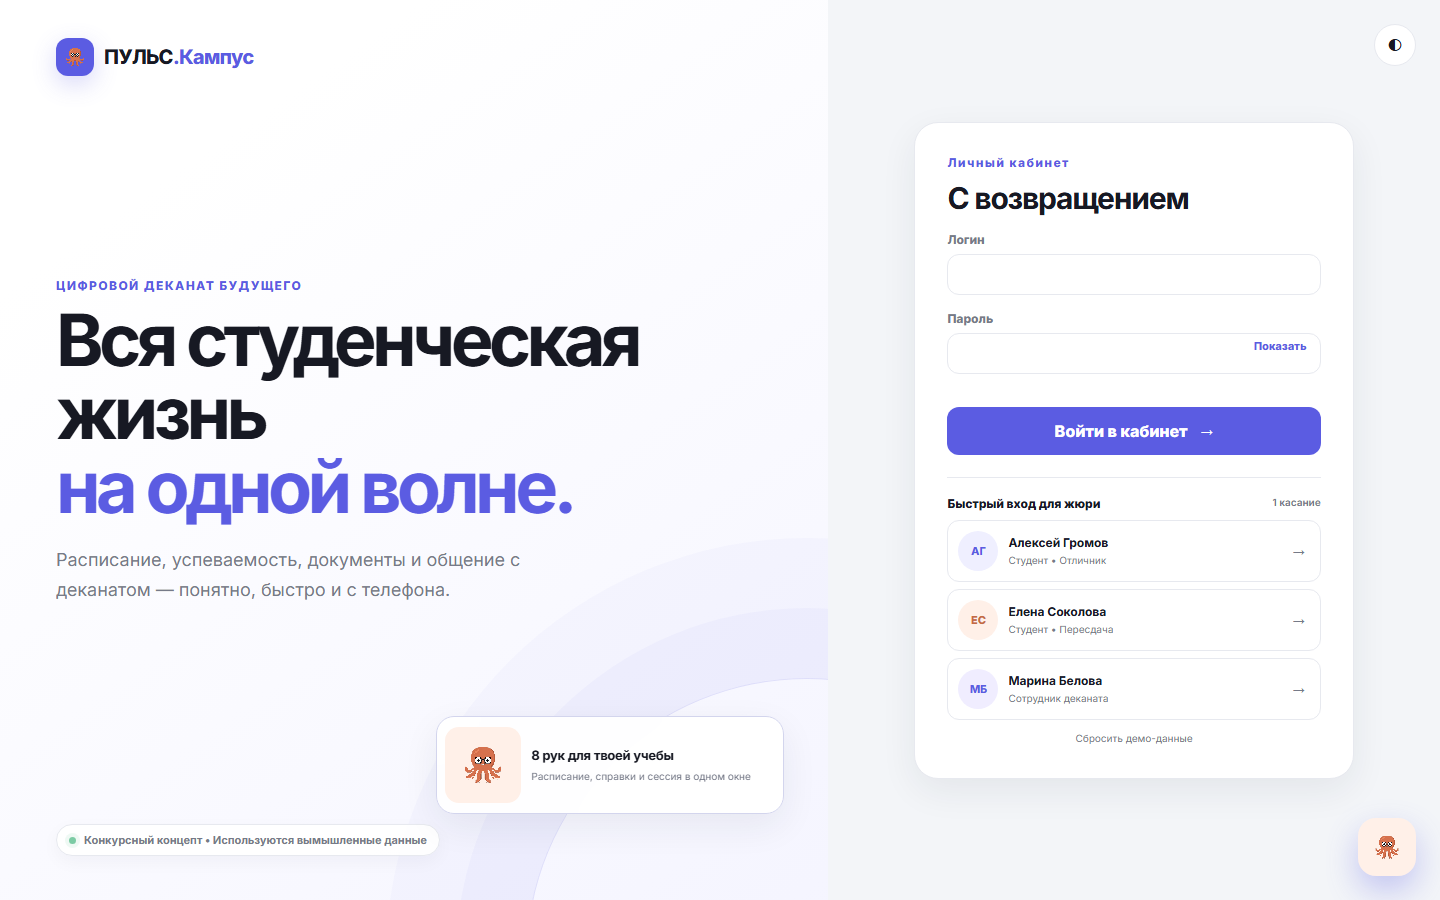 ПУЛЬС.Кампус
ЦИФРОВОЙ ДЕКАНАТ БУДУЩЕГО
Вся студенческая
жизнь
на одной волне.
Расписание, успеваемость, документы и общение с
деканатом — понятно, быстро и с телефона.
8 рук для твоей учебы
Расписание, справки и сессия в одном окне
Конкурсный концепт • Используются вымышленные данные
Личный кабинет
С возвращением
Логин
Пароль
Показать
Войти в кабинет →
Быстрый вход для жюри
1 касание
АГ
Алексей Громов
Студент • Отличник
→
ЕС
Елена Соколова
Студент • Пересдача
→
МБ
Марина Белова
Сотрудник деканата
→
Сбросить демо-данные